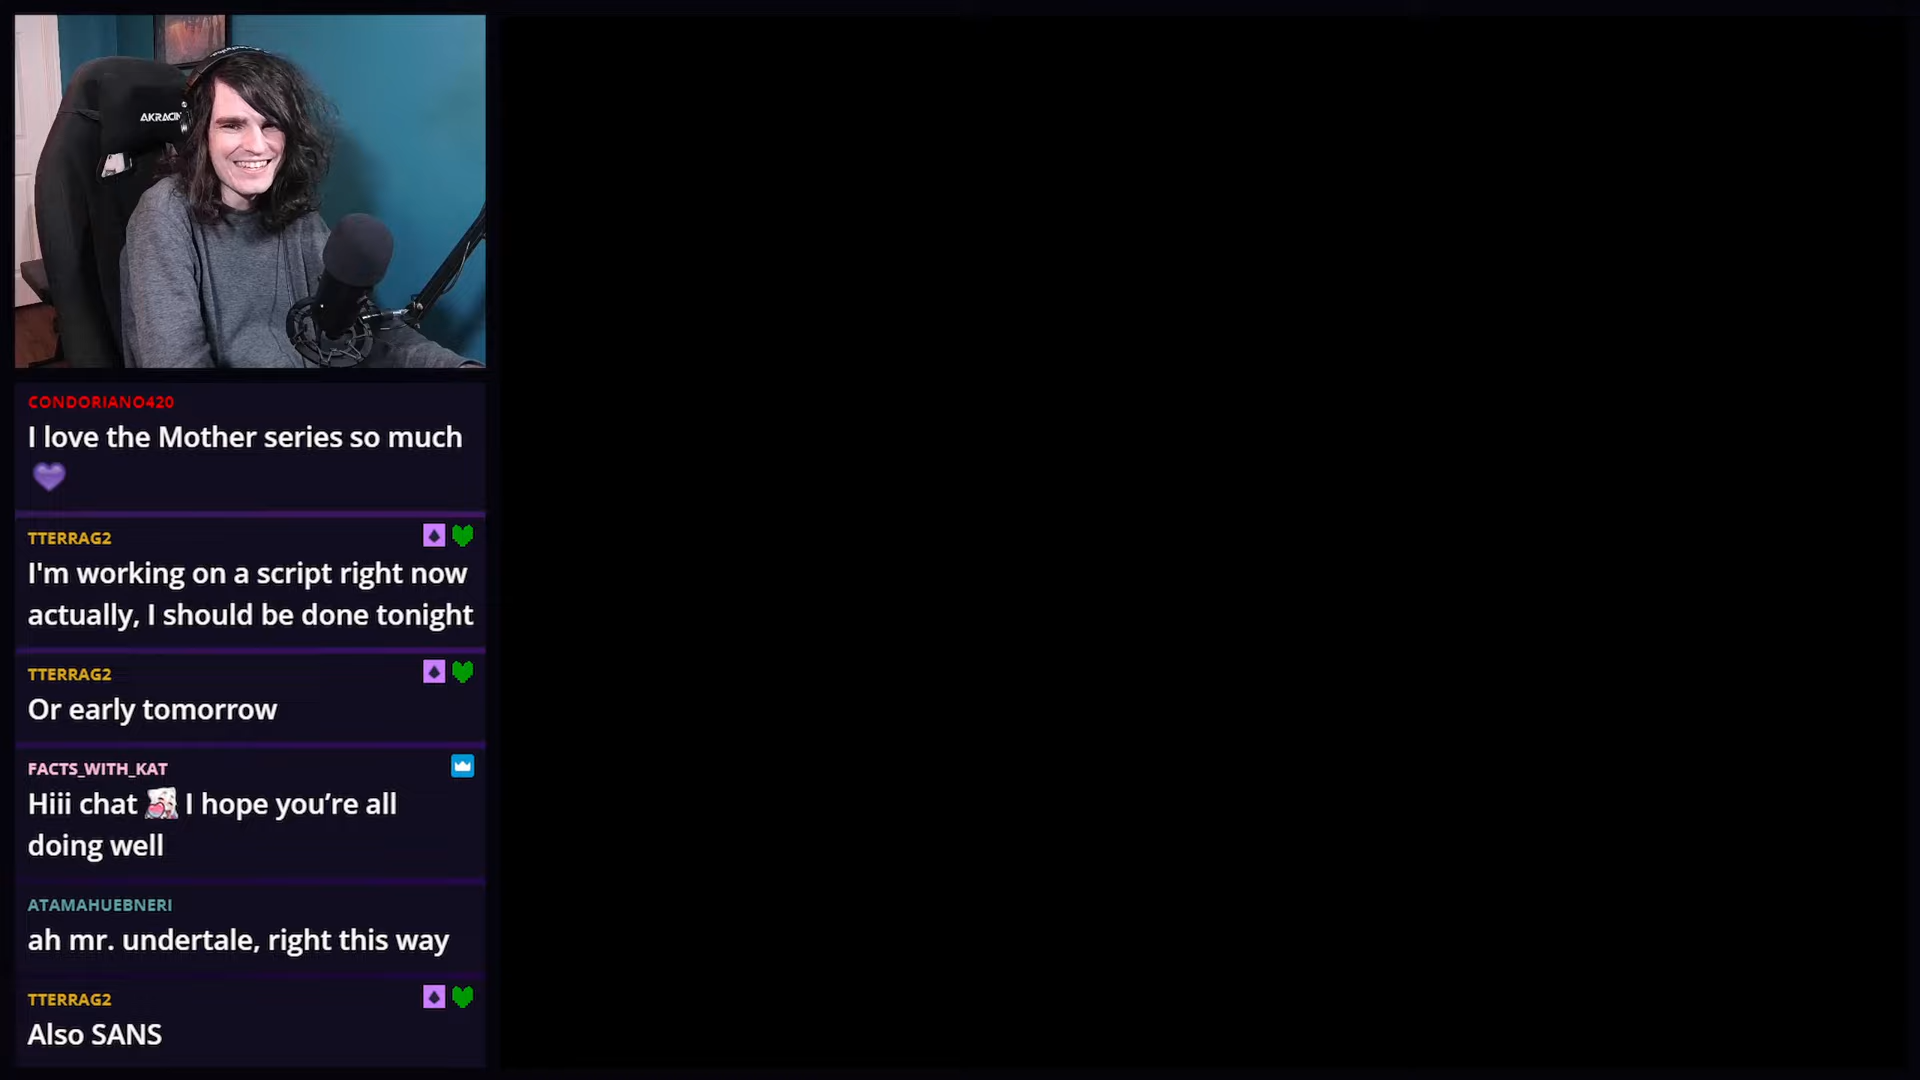 AKRACIN
CONDORIANO420
I love the Mother series so much
TTERRAG2
I'm working on a script right now
actually, I should be done tonight
TTERRAG2
Or early tomorrow
FACTS_WITH_KAT
Hiii chat I hope you’re all
doing well
ATAMAHUEBNERI
ah mr. undertale, right this way
TTERRAG2
Also SANS